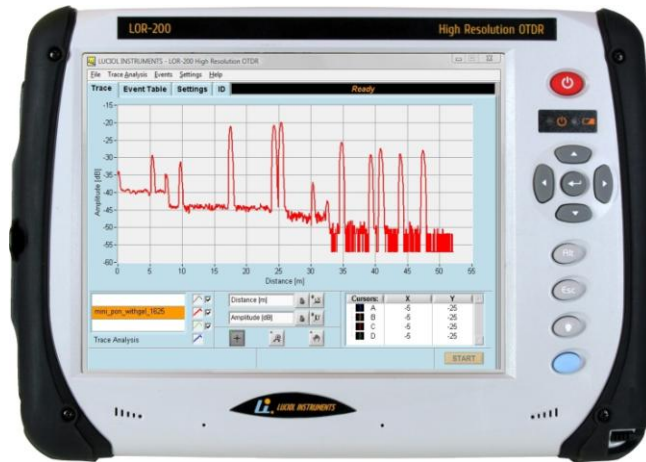 LOR-200 High Resolution OTDR
LUCIOL INSTRUMENTS - LOR-200 High Resolution OTDR
File Trace Analysis Events Settings Help
Trace Event Table Settings ID Ready
-15
-20
-25
-30
-35
-40
-45
-50
-55
-60
Amplitude [dB]
0 5 10 15 20 25 30 35 40 45 50 55
Distance [m]
mini_pon_withgel_1625
Trace Analysis
Distance [m]
Amplitude [dB]
Cursors: X Y
A -5 -25
B -5 -25
C -5 -25
D -5 -25
START
Alt
Esc
Li. LUCIOL INSTRUMENTS